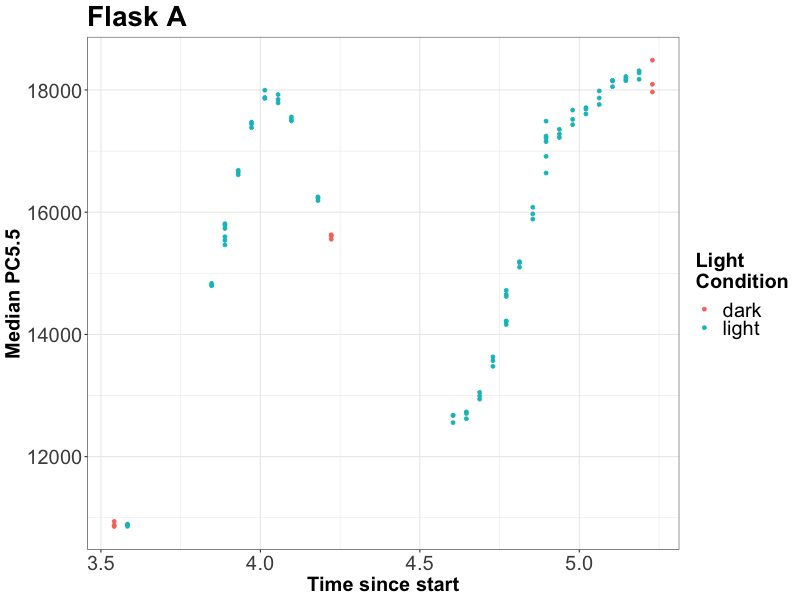 Flask A
18000
16000
14000
12000
Median PC5.5
3.5 4.0 4.5 5.0
Time since start
Light
Condition
dark
light